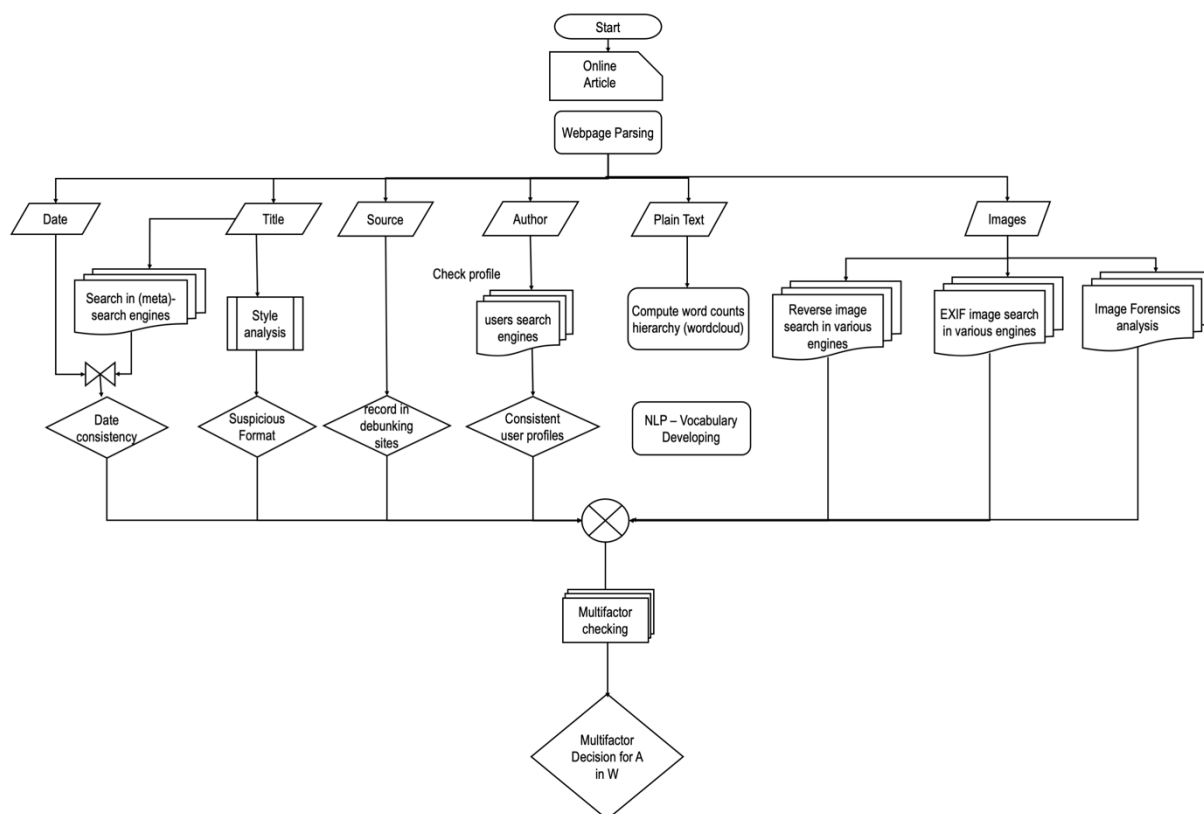 Start
Online
Article
Webpage Parsing
Date
Title
Source
Author
Plain Text
Images
Check profile
Search in (meta)-
search engines
Style
analysis
users search
engines
Compute word counts
hierarchy (wordcloud)
Reverse image
search in various
engines
EXIF image search
in various engines
Image Forensics
analysis
Date
consistency
Suspicious
Format
record in
debunking
sites
Consistent
user profiles
NLP – Vocabulary
Developing
Multifactor
checking
Multifactor
Decision for A
in W